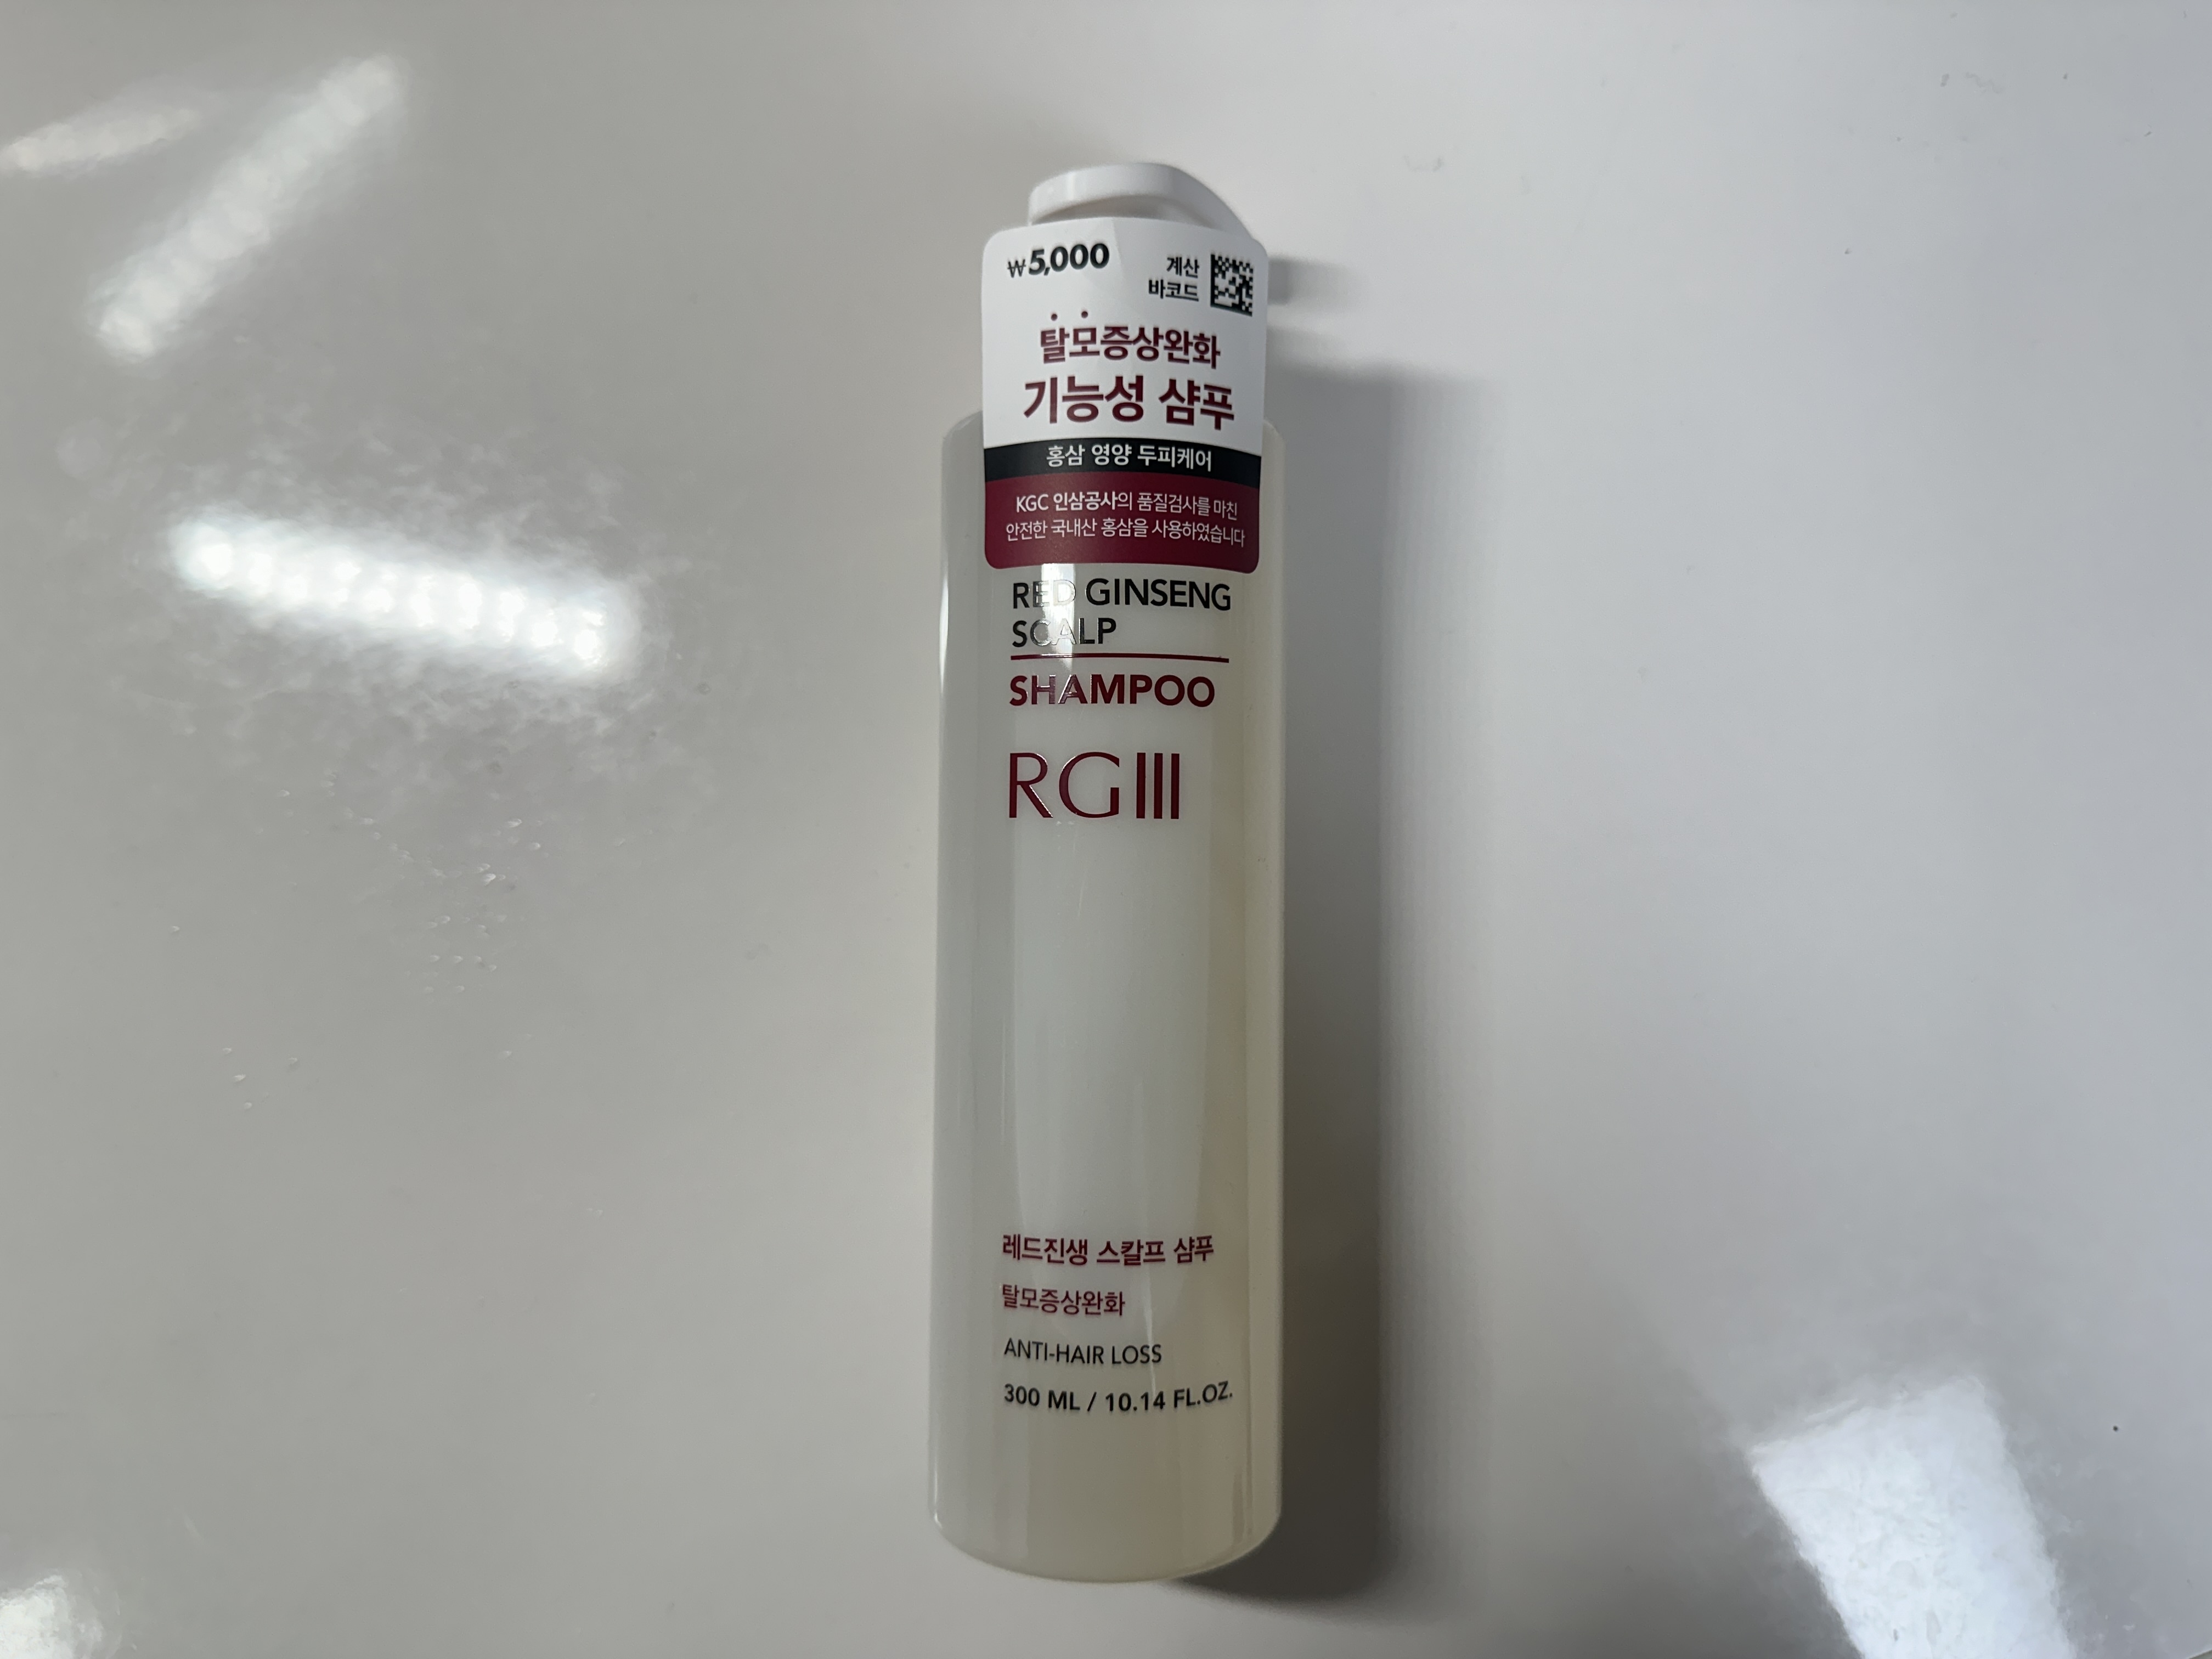 ₩5,000
계산
바코드
탈모증상완화
기능성 샴푸
홍삼 영양 두피케어
KGC 인삼공사의 품질검사를 마친
안전한 국내산 홍삼을 사용하였습니다
RED GINSENG
SCALP
SHAMPOO
RGIII
레드진생 스칼프 샴푸
탈모증상완화
ANTI-HAIR LOSS
300 ML / 10.14 FL.OZ.